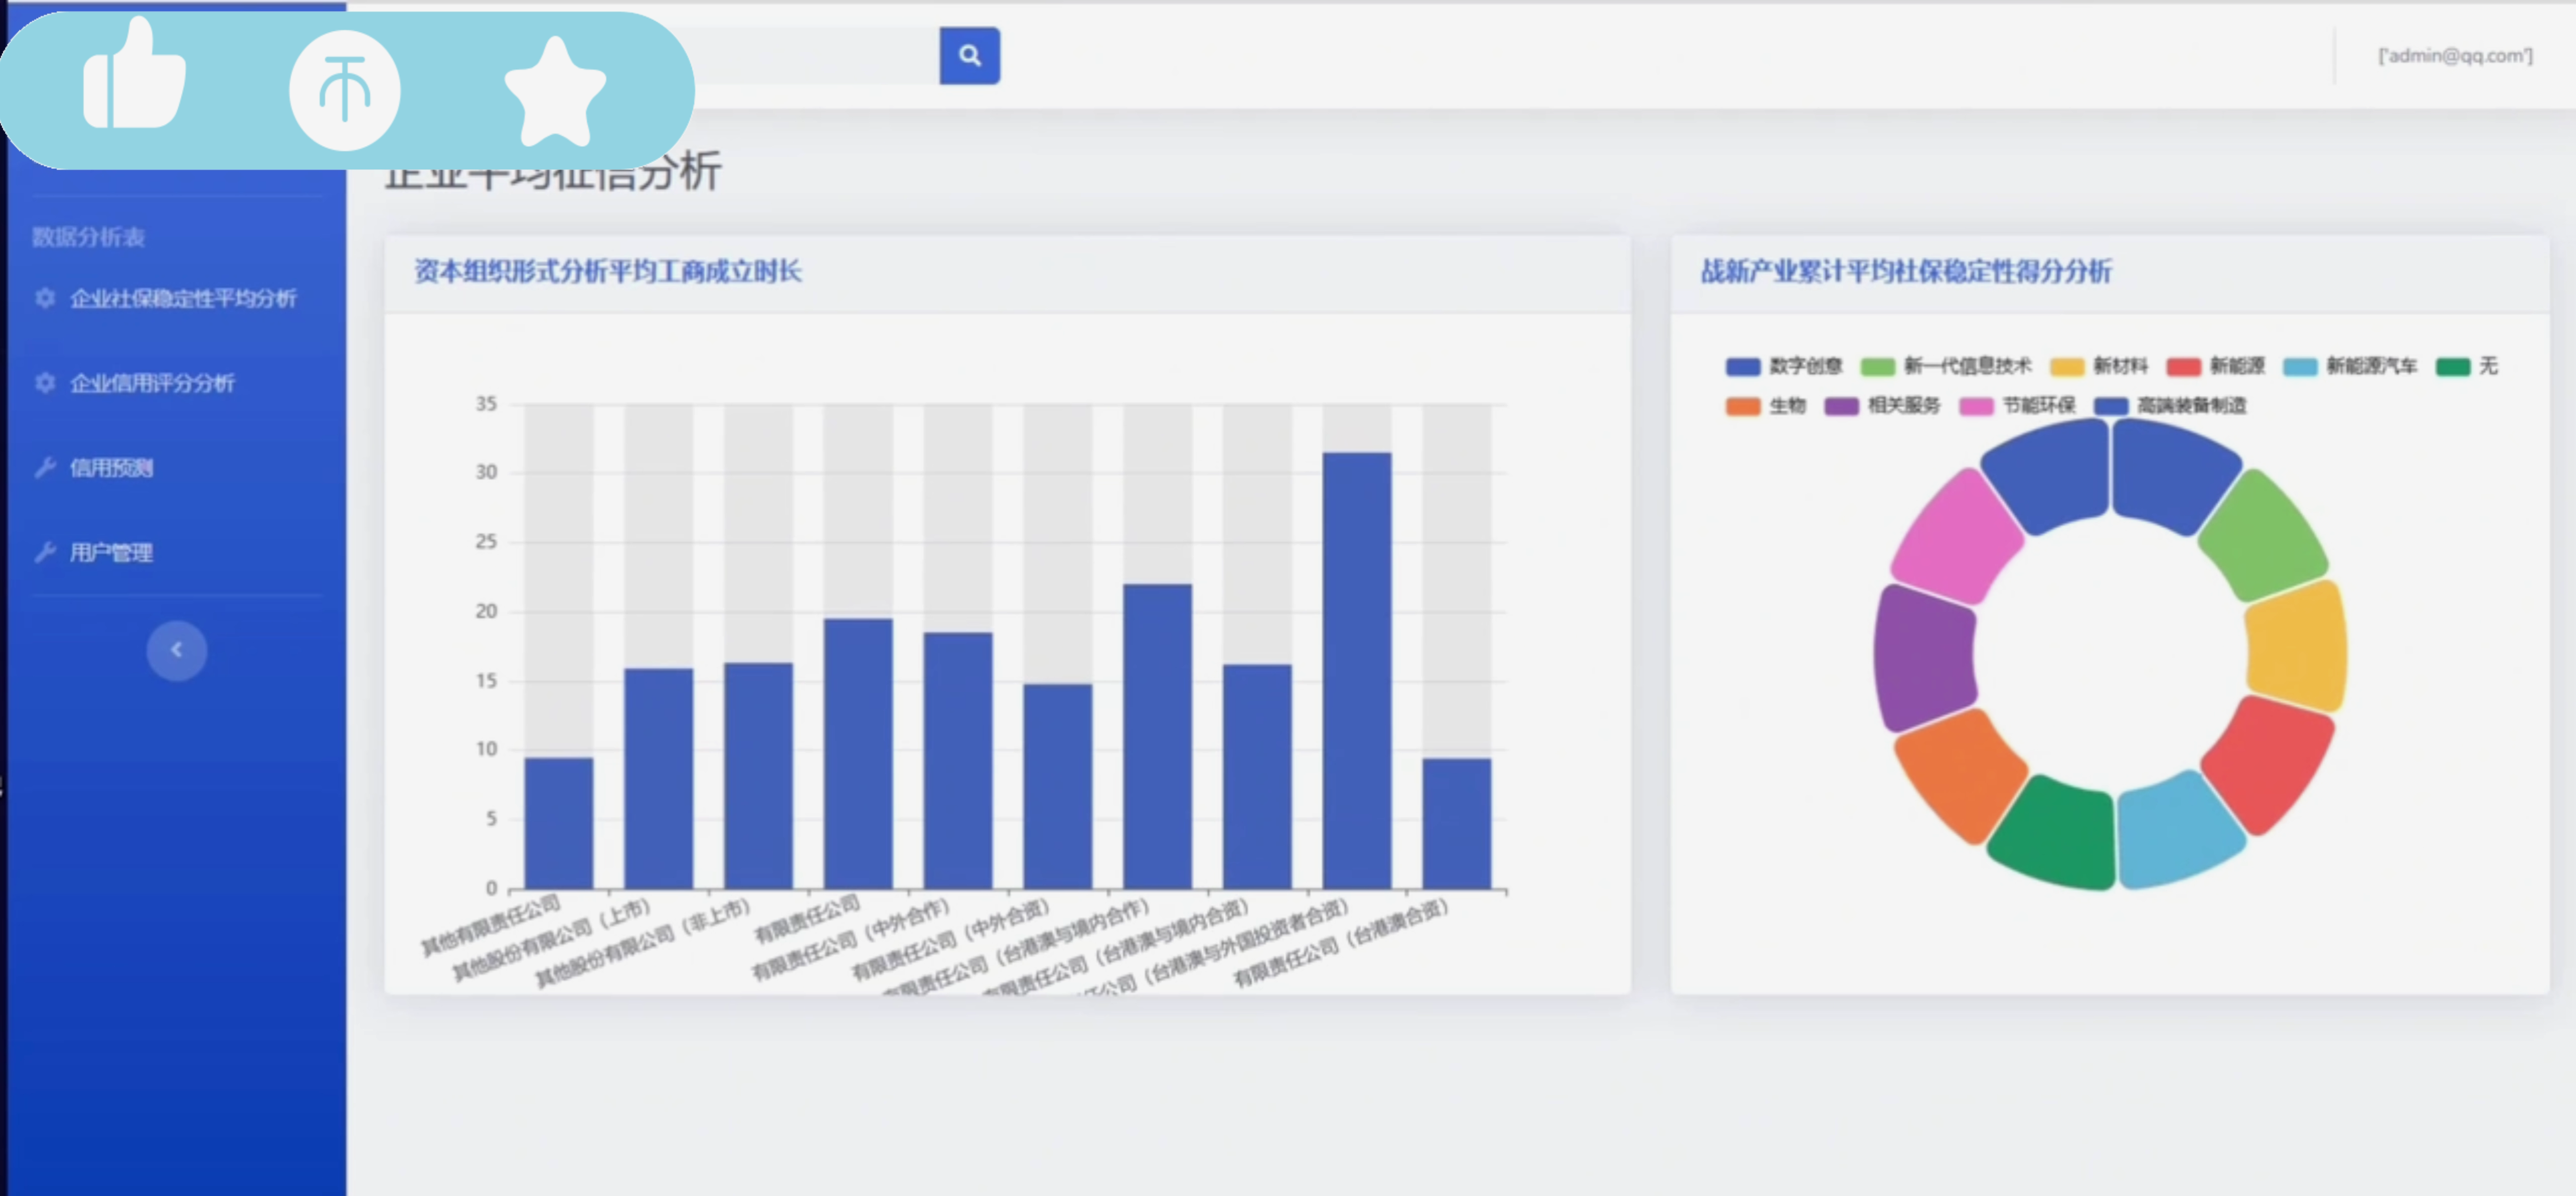 ['admin@qq.com']
企业平均征信分析
数据分析表
企业社保稳定性平均分析
企业信用评分分析
信用预测
用户管理
资本组织形式分析平均工商成立时长
35
30
25
20
15
10
5
0
其他有限责任公司
其他股份有限公司（上市）
其他股份有限公司（非上市）
有限责任公司
有限责任公司（中外合作）
有限责任公司（中外合资）
有限责任公司（台港澳与境内合作）
有限责任公司（台港澳与境内合资）
任公司（台港澳与外国投资者合资）
有限责任公司（台港澳合资）
战新产业累计平均社保稳定性得分分析
数字创意 新一代信息技术 新材料 新能源 新能源汽车 无
生物 相关服务 节能环保 高端装备制造